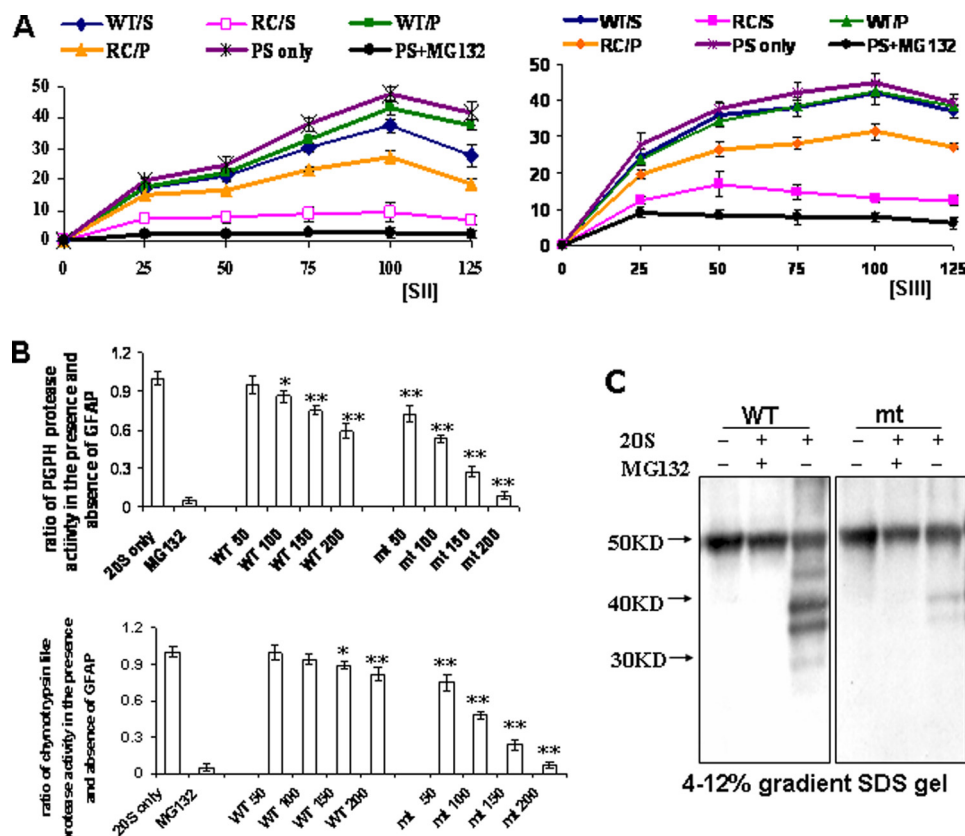 A
WT/S RC/S WT/P
RC/P PS only PS+MG132
50
40
30
20
10
0
0 25 50 75 100 125
[SII]
WT/S RC/S WT/P
RC/P PS only PS+MG132
50
40
30
20
10
0
0 25 50 75 100 125
[SIII]
B
ratio of PGPH protease
activity in the presence and
absence of GFAP
1.2
0.9
0.6
0.3
0
* ** ** ** ** ** **
20S only MG132 WT 50 WT 100 WT 150 WT 200 mt 50 mt 100 mt 150 mt 200
ratio of chymotrypsin like
protease activity in the presence
and absence of GFAP
1.2
0.9
0.6
0.3
0
* ** ** ** ** **
20S only MG132 WT 50 WT 100 WT 150 WT 200 mt 50 mt 100 mt 150 mt 200
C
WT mt
20S – + + – + +
MG132 – + – – + –
50KD
40KD
30KD
4-12% gradient SDS gel